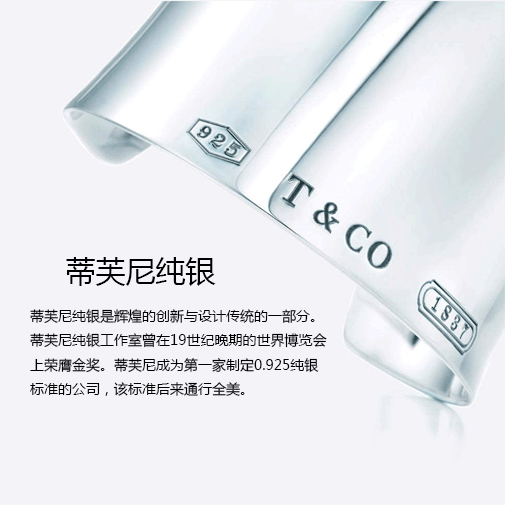 925
T & CO
1837
蒂芙尼纯银
蒂芙尼纯银是辉煌的创新与设计传统的一部分。
蒂芙尼纯银工作室曾在19世纪晚期的世界博览会
上荣膺金奖。蒂芙尼成为第一家制定0.925纯银
标准的公司，该标准后来通行全美。